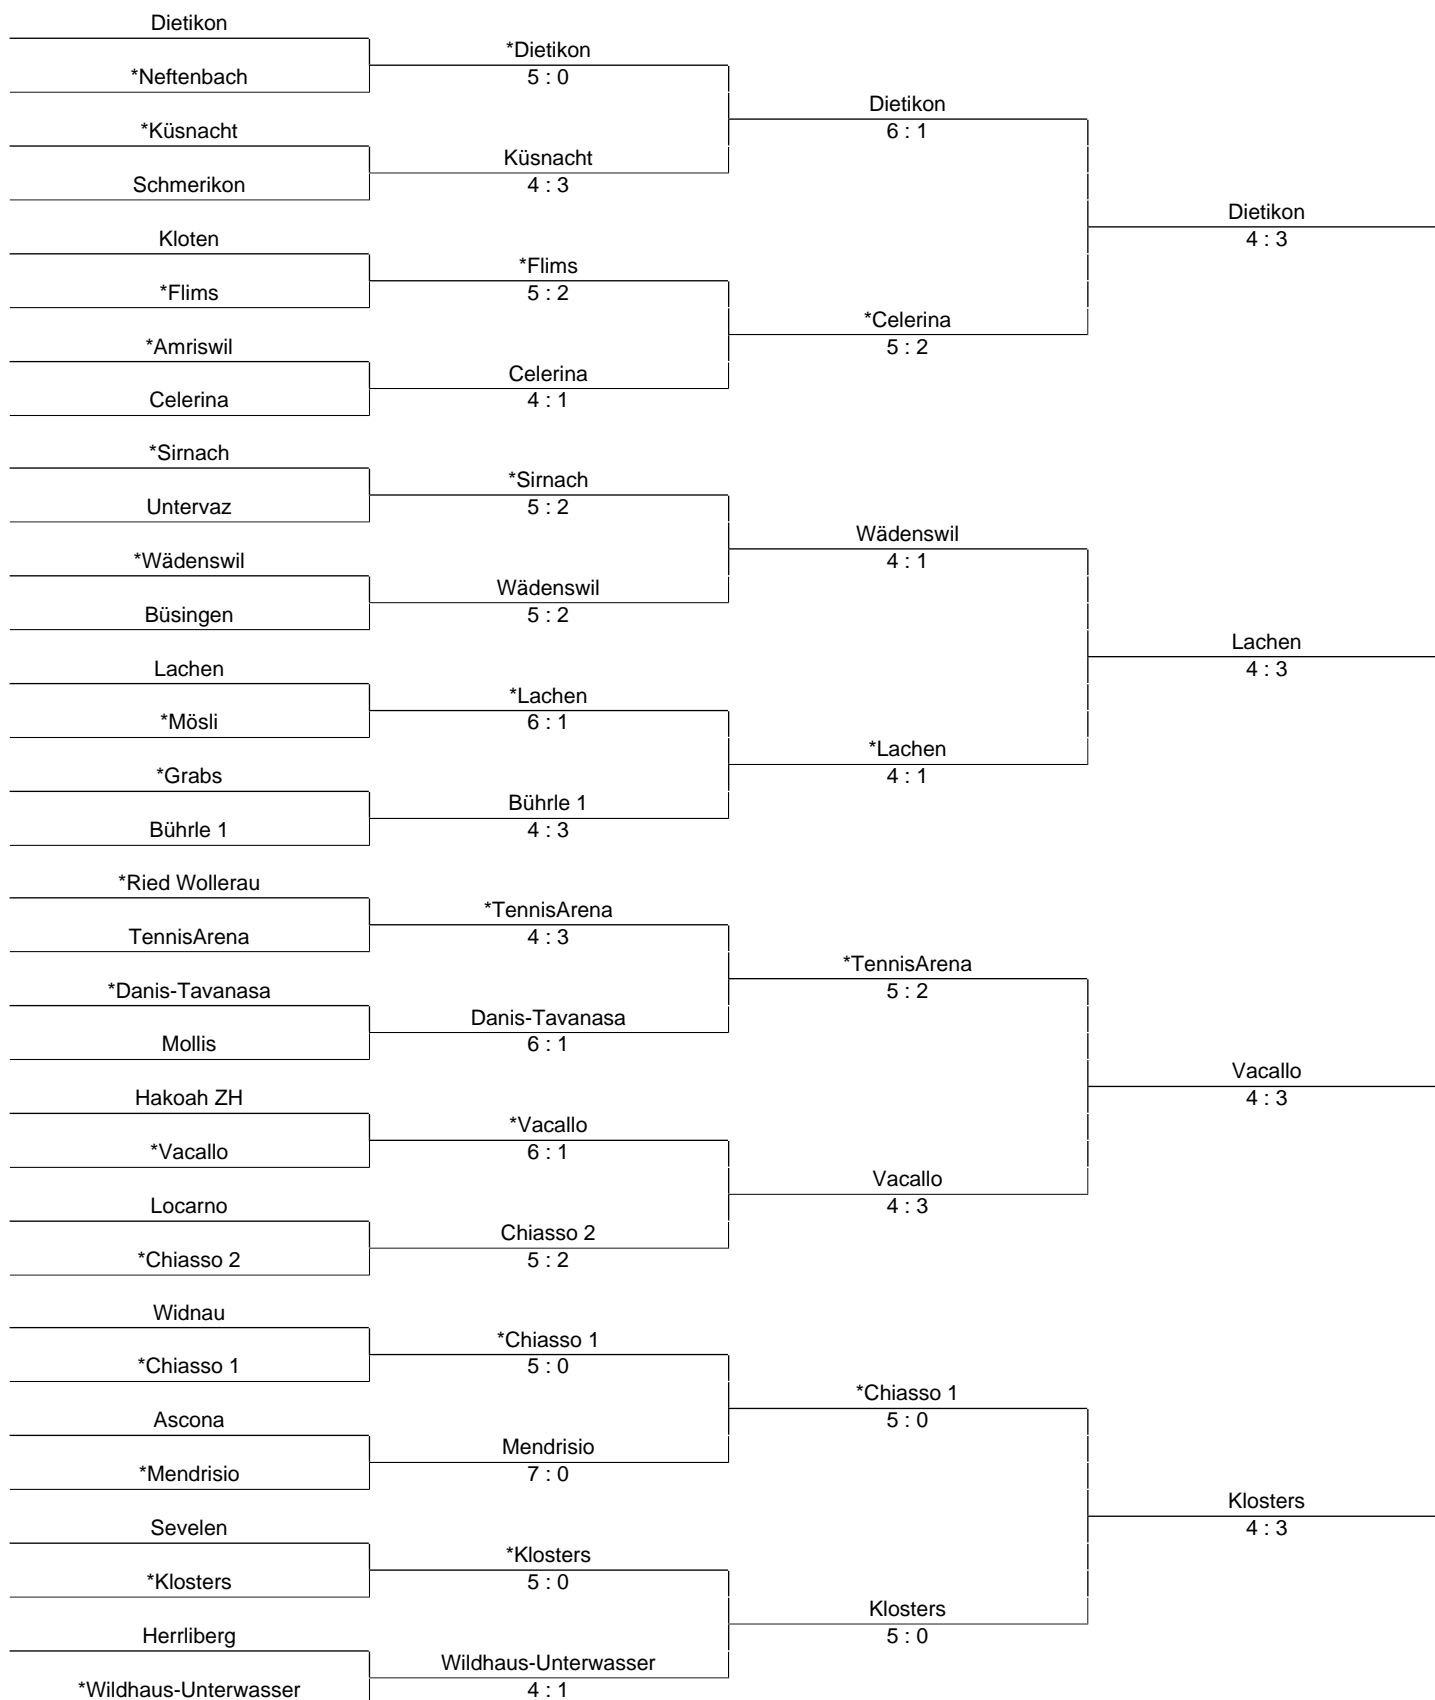 Dietikon
*Neftenbach
*Küsnacht
Schmerikon
Kloten
*Flims
*Amriswil
Celerina
*Sirnach
Untervaz
*Wädenswil
Büsingen
Lachen
*Mösli
*Grabs
Bührle 1
*Ried Wollerau
TennisArena
*Danis-Tavanasa
Mollis
Hakoah ZH
*Vacallo
Locarno
*Chiasso 2
Widnau
*Chiasso 1
Ascona
*Mendrisio
Sevelen
*Klosters
Herrliberg
*Wildhaus-Unterwasser
*Dietikon
5 : 0
Küsnacht
4 : 3
*Flims
5 : 2
Celerina
4 : 1
*Sirnach
5 : 2
Wädenswil
5 : 2
*Lachen
6 : 1
Bührle 1
4 : 3
*TennisArena
4 : 3
Danis-Tavanasa
6 : 1
*Vacallo
6 : 1
Chiasso 2
5 : 2
*Chiasso 1
5 : 0
Mendrisio
7 : 0
*Klosters
5 : 0
Wildhaus-Unterwasser
4 : 1
Dietikon
6 : 1
*Celerina
5 : 2
Wädenswil
4 : 1
*Lachen
4 : 1
*TennisArena
5 : 2
Vacallo
4 : 3
*Chiasso 1
5 : 0
Klosters
5 : 0
Dietikon
4 : 3
Lachen
4 : 3
Vacallo
4 : 3
Klosters
4 : 3